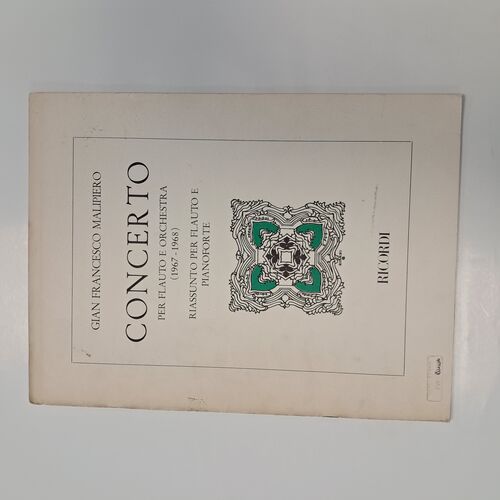 GIAN FRANCESCO MALIPIERO
CONCERTO
PER FLAUTO E ORCHESTRA
(1967-1968)
RIASSUNTO PER FLAUTO E
PIANOFORTE
RICORDI